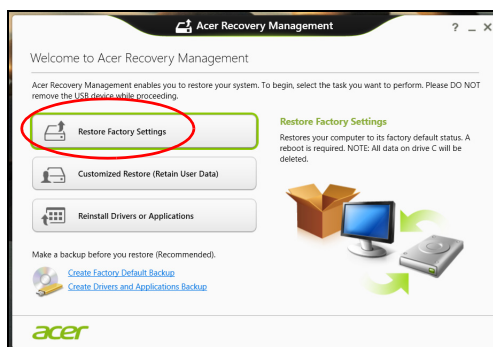 Acer Recovery Management
? _ X
Welcome to Acer Recovery Management
Acer Recovery Management enables you to restore your system. To begin, select the task you want to perform. Please DO NOT
remove the USB device while proceeding.
Restore Factory Settings
Customized Restore (Retain User Data)
Reinstall Drivers or Applications
Restore Factory Settings
Restores your computer to its factory default status. A
reboot is required. NOTE: All data on drive C will be
deleted.
Make a backup before you restore (Recommended).
Create Factory Default Backup
Create Drivers and Applications Backup
acer